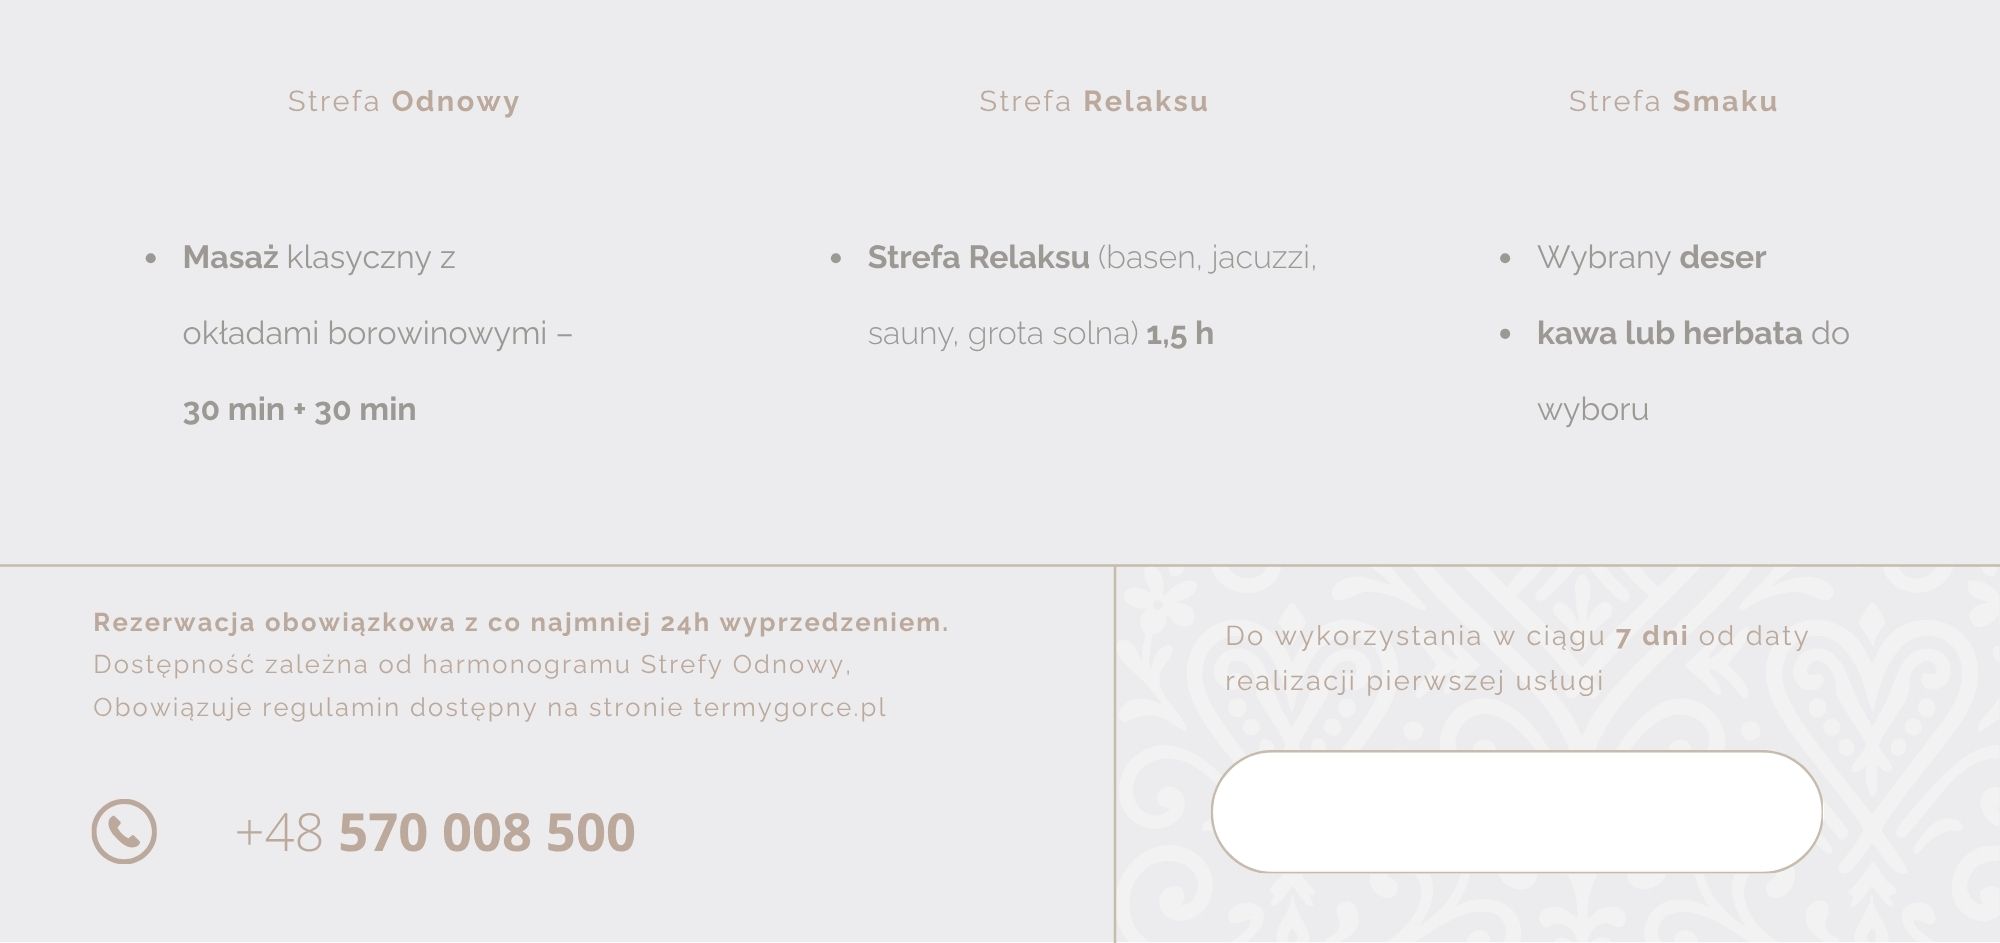 Strefa Odnowy
• Masaż klasyczny z
okładami borowinowymi –
30 min + 30 min
Strefa Relaksu
• Strefa Relaksu (basen, jacuzzi,
sauny, grota solna) 1,5 h
Strefa Smaku
• Wybrany deser
• kawa lub herbata do
wyboru
Rezerwacja obowiązkowa z co najmniej 24h wyprzedzeniem.
Dostępność zależna od harmonogramu Strefy Odnowy,
Obowiązuje regulamin dostępny na stronie termygorce.pl
+48 570 008 500
Do wykorzystania w ciągu 7 dni od daty
realizacji pierwszej usługi